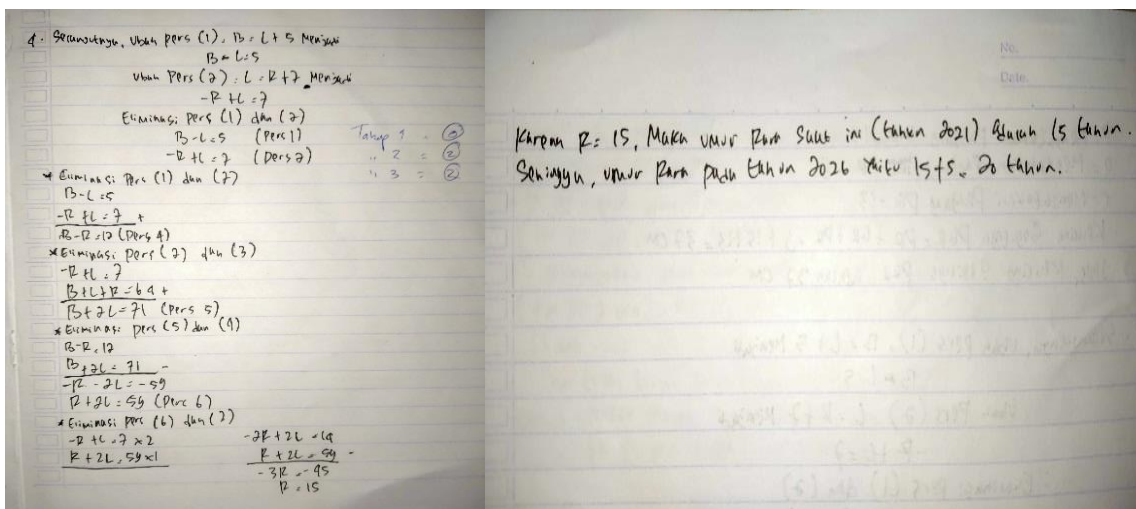 4. Selanjutnya, Ubah pers (1), B = L + 5 Menjadi
B - L = 5
Ubah Pers (2) : L = R + 7 Menjadi
-R + L = 7
Eliminasi pers (1) dan (2)
B - L = 5 (Pers 1)
-R + L = 7 (Pers 2)
Tahap 1 =
" 2 = 2
" 3 = 2
* Eliminasi Pers (1) dan (2)
B - L = 5
-R + L = 7 +
B - R = 12 (Pers 4)
* Eliminasi pers (2) dan (3)
-R + L = 7
B + L + R = 64 +
B + 2L = 71 (Pers 5)
* Eliminasi pers (5) dan (4)
B - R = 12
B + 2L = 71 -
-R - 2L = -59
R + 2L = 59 (Pers 6)
* Eliminasi pers (6) dan (2)
-R + L = 7 x 2
R + 2L = 59 x 1
-2R + 2L = 14
R + 2L = 59 -
-3R = -45
R = 15
No.
Date.
Karena R = 15, Maka umur Rara Saat ini (tahun 2021) adalah 15 tahun.
Sehingga, umur Rara pada tahun 2026 yaitu 15 + 5 = 20 tahun.